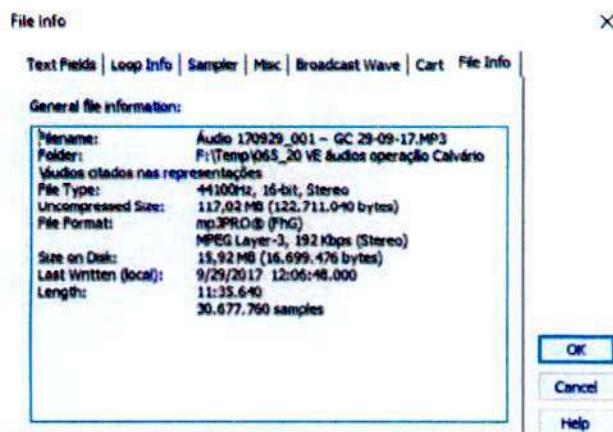 File Info
Text Fields | Loop Info | Sampler | Misc | Broadcast Wave | Cart File Info
General file information:
Filename: Áudio 170929_001 – GC 29-09-17.MP3
Folder: F:\Temp\065_20 VE áudios operação Calvário
\áudios citados nas representações
File Type: 44100Hz, 16-bit, Stereo
Uncompressed Size: 117,02 MB (122.711.040 bytes)
File Format: mp3PRO® (FhG)
MPEG Layer-3, 192 Kbps (Stereo)
Size on Disk: 15,92 MB (16.699.476 bytes)
Last Written (local): 9/29/2017 12:06:48.000
Length: 11:35.640
30.677.760 samples
OK
Cancel
Help